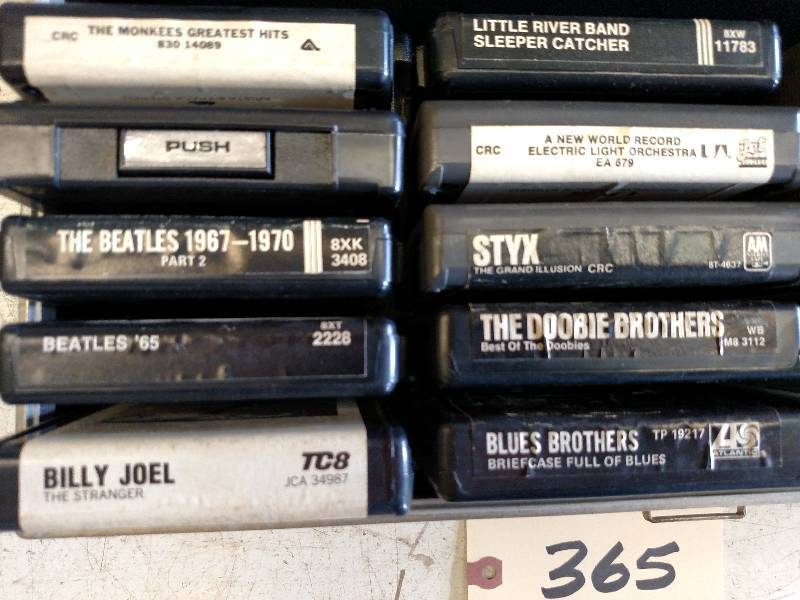 CRC THE MONKEES GREATEST HITS
830 14089
PUSH
THE BEATLES 1967-1970
PART 2
8XK
3408
BEATLES '65
8XT
2228
BILLY JOEL
THE STRANGER
TC8
JCA 34987
LITTLE RIVER BAND
SLEEPER CATCHER
8XW
11783
CRC
A NEW WORLD RECORD
ELECTRIC LIGHT ORCHESTRA
EA 679
STYX
THE GRAND ILLUSION CRC
8T-4637
AM
THE DOOBIE BROTHERS
Best Of The Doobies
WB
M8 3112
BLUES BROTHERS TP 19217
BRIEFCASE FULL OF BLUES
ATLANTIC
365